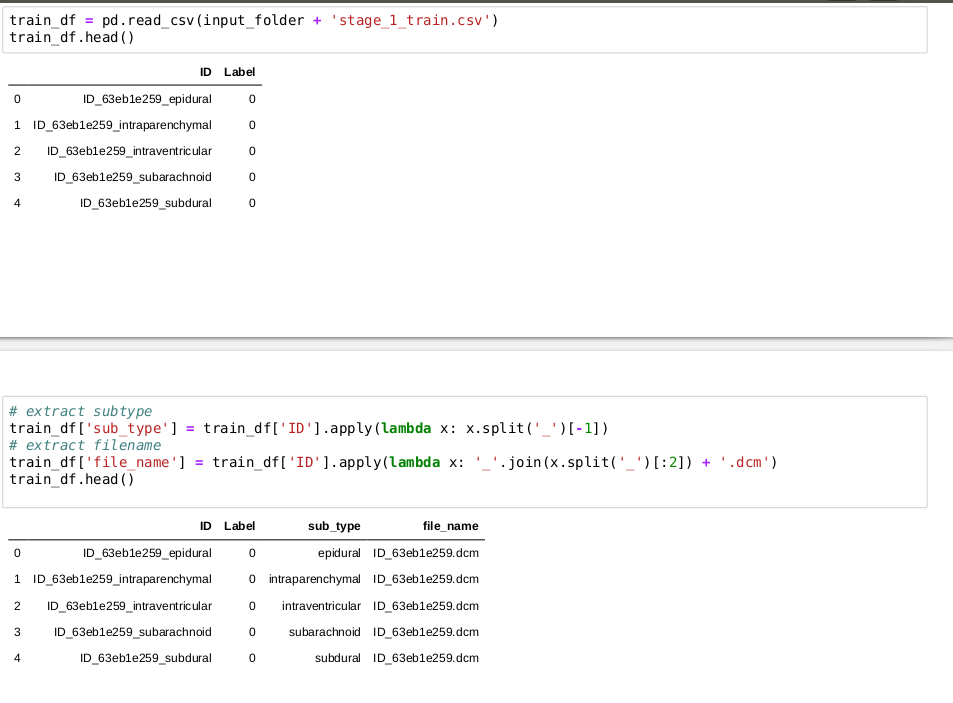 train_df = pd.read_csv(input_folder + 'stage_1_train.csv')
train_df.head()
ID Label
0 ID_63eb1e259_epidural 0
1 ID_63eb1e259_intraparenchymal 0
2 ID_63eb1e259_intraventricular 0
3 ID_63eb1e259_subarachnoid 0
4 ID_63eb1e259_subdural 0
# extract subtype
train_df['sub_type'] = train_df['ID'].apply(lambda x: x.split('_')[-1])
# extract filename
train_df['file_name'] = train_df['ID'].apply(lambda x: '_'.join(x.split('_')[:2]) + '.dcm')
train_df.head()
ID Label sub_type file_name
0 ID_63eb1e259_epidural 0 epidural ID_63eb1e259.dcm
1 ID_63eb1e259_intraparenchymal 0 intraparenchymal ID_63eb1e259.dcm
2 ID_63eb1e259_intraventricular 0 intraventricular ID_63eb1e259.dcm
3 ID_63eb1e259_subarachnoid 0 subarachnoid ID_63eb1e259.dcm
4 ID_63eb1e259_subdural 0 subdural ID_63eb1e259.dcm